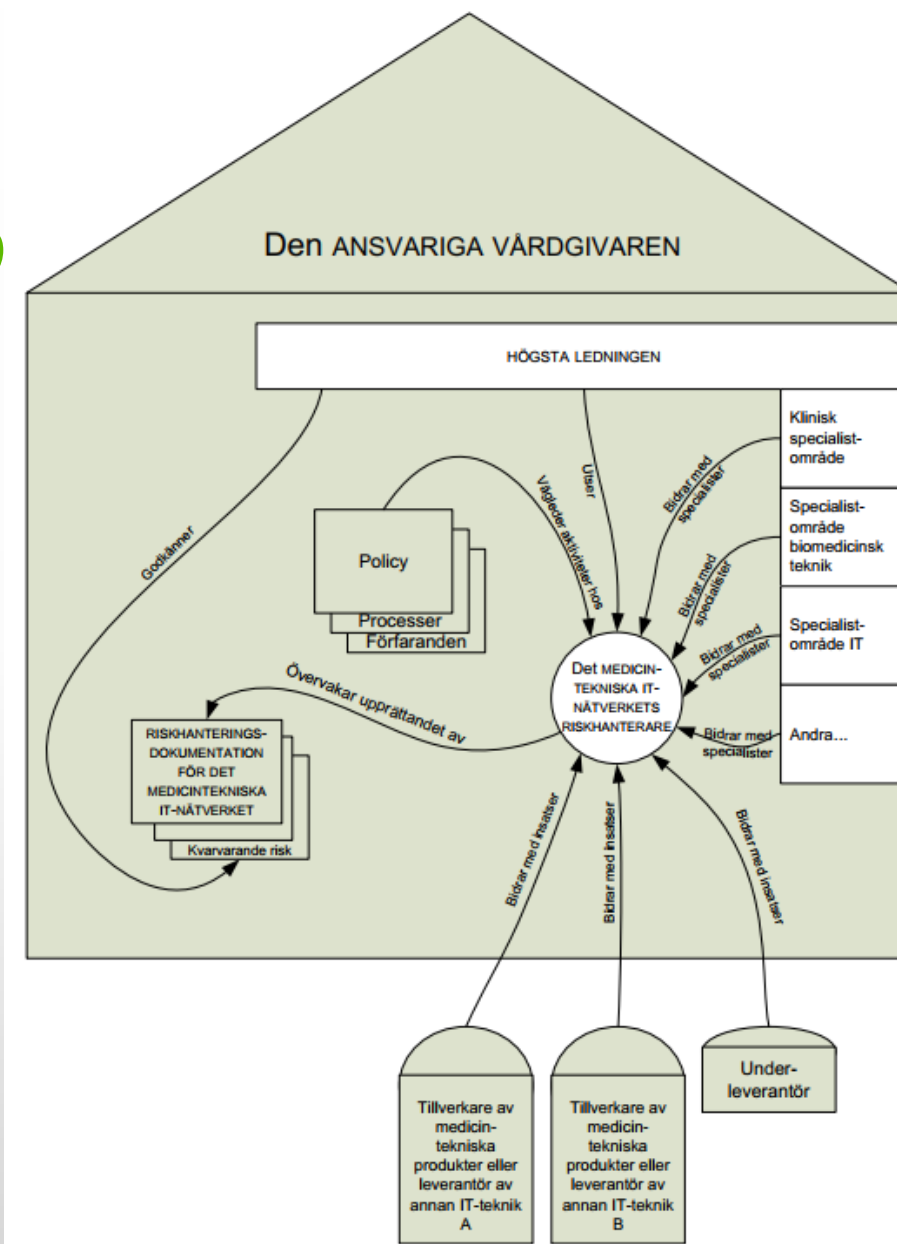 Den ANSVARIGA VÅRDGIVAREN
HÖGSTA LEDNINGEN
Klinisk
specialist-
område
Specialist-
område
biomedicinsk
teknik
Specialist-
område IT
Andra...
Godkänner
Vägleder aktiviteter hos
Utser
Bidrar med
specialister
Bidrar med
specialister
Bidrar med
specialister
Bidrar med
specialister
Policy
Processer
Förfaranden
Övervakar upprättandet av
Det MEDICIN-
TEKNISKA IT-
NÄTVERKETS
RISKHANTERARE
RISKHANTERINGS-
DOKUMENTATION
FÖR DET
MEDICINTEKNISKA
IT-NÄTVERKET
Kvarvarande risk
Bidrar med insatser
Bidrar med insatser
Bidrar med insatser
Tillverkare av
medicin-
tekniska
produkter eller
leverantör av
annan IT-teknik
A
Tillverkare av
medicin-
tekniska
produkter eller
leverantör av
annan IT-teknik
B
Under-
leverantör